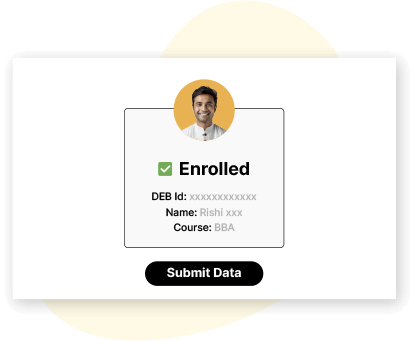 Enrolled
DEB Id: xxxxxxxxxxxx
Name: Rishi xxx
Course: BBA
Submit Data